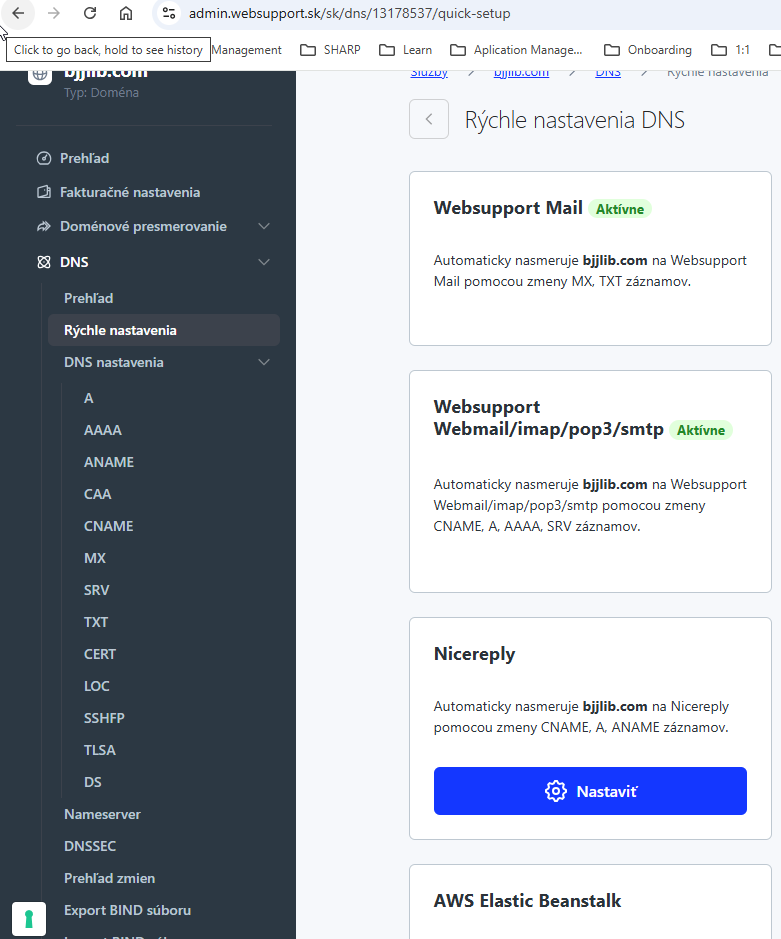 admin.websupport.sk/sk/dns/13178537/quick-setup
Click to go back, hold to see history
Management
SHARP
Learn
Aplication Manage...
Onboarding
1:1
bjjlib.com
Typ: Doména
Prehľad
Fakturačné nastavenia
Doménové presmerovanie
DNS
Prehľad
Rýchle nastavenia
DNS nastavenia
A
AAAA
ANAME
CAA
CNAME
MX
SRV
TXT
CERT
LOC
SSHFP
TLSA
DS
Nameserver
DNSSEC
Prehľad zmien
Export BIND súboru
Služby
bjjlib.com
DNS
Rýchle nastavenia
Rýchle nastavenia DNS
Websupport Mail Aktívne
Automaticky nasmeruje bjjlib.com na Websupport
Mail pomocou zmeny MX, TXT záznamov.
Websupport
Webmail/imap/pop3/smtp Aktívne
Automaticky nasmeruje bjjlib.com na Websupport
Webmail/imap/pop3/smtp pomocou zmeny
CNAME, A, AAAA, SRV záznamov.
Nicereply
Automaticky nasmeruje bjjlib.com na Nicereply
pomocou zmeny CNAME, A, ANAME záznamov.
Nastaviť
AWS Elastic Beanstalk